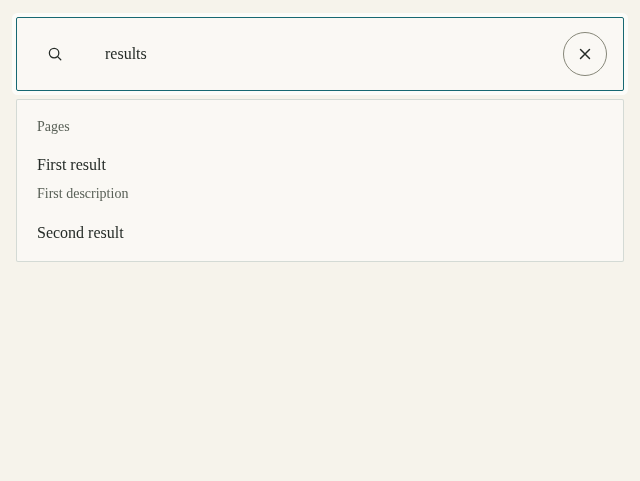 results
Pages
First result
First description
Second result